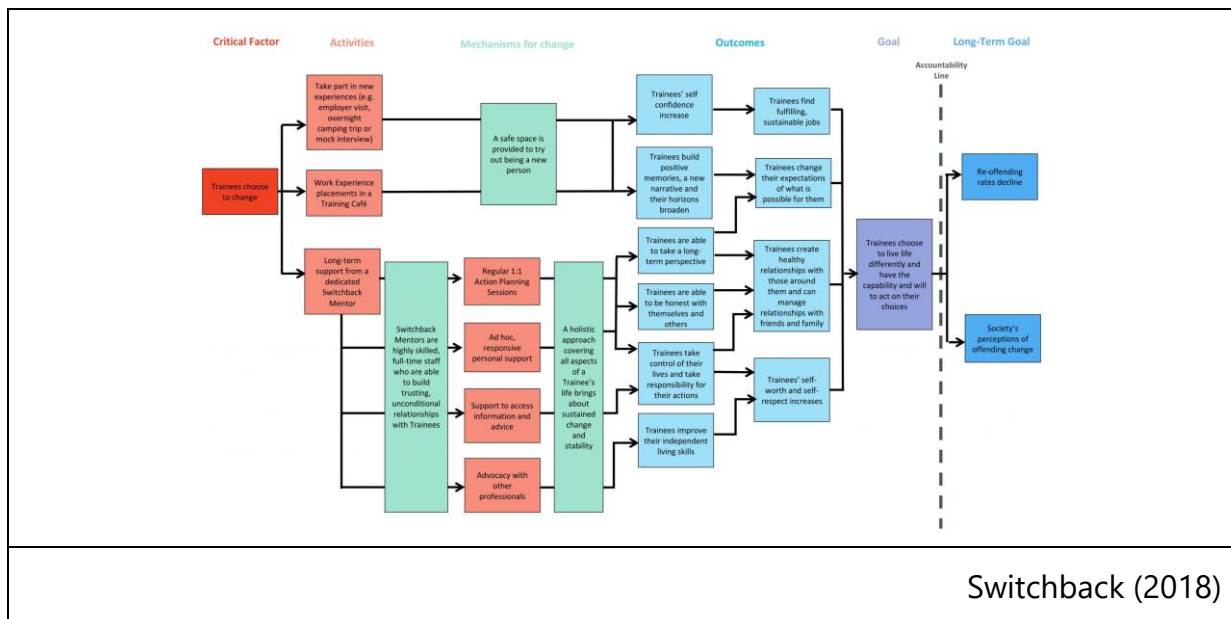 Critical Factor
Activities
Mechanisms for change
Outcomes
Goal
Long-Term Goal
Accountability
Line
Trainees choose
to change
Take part in new
experiences (e.g.
employer visit,
overnight
camping trip or
mock interview)
Work Experience
placements in a
Training Café
Long-term
support from a
dedicated
Switchback
Mentor
A safe space is
provided to try
out being a new
person
Switchback
Mentors are
highly skilled,
full-time staff
who are able
to build
trusting,
unconditional
relationships
with Trainees
Regular 1:1
Action Planning
Sessions
Ad hoc,
responsive
personal support
Support to access
information and
advice
Advocacy with
other
professionals
A holistic
approach
covering
all aspects
of a
Trainee's
life brings
about
sustained
change
and
stability
Trainees' self
confidence
increase
Trainees build
positive
memories, a new
narrative and
their horizons
broaden
Trainees are able
to take a long-
term perspective
Trainees are able
to be honest with
themselves and
others
Trainees take
control of their
lives and take
responsibility for
their actions
Trainees improve
their independent
living skills
Trainees find
fulfilling,
sustainable jobs
Trainees change
their expectations
of what is
possible for them
Trainees create
healthy
relationships with
those around
them and can
manage
relationships with
friends and family
Trainees' self-
worth and self-
respect increases
Trainees choose
to live life
differently and
have the
capability and will
to act on their
choices
Re-offending
rates decline
Society's
perceptions of
offending change
Switchback (2018)